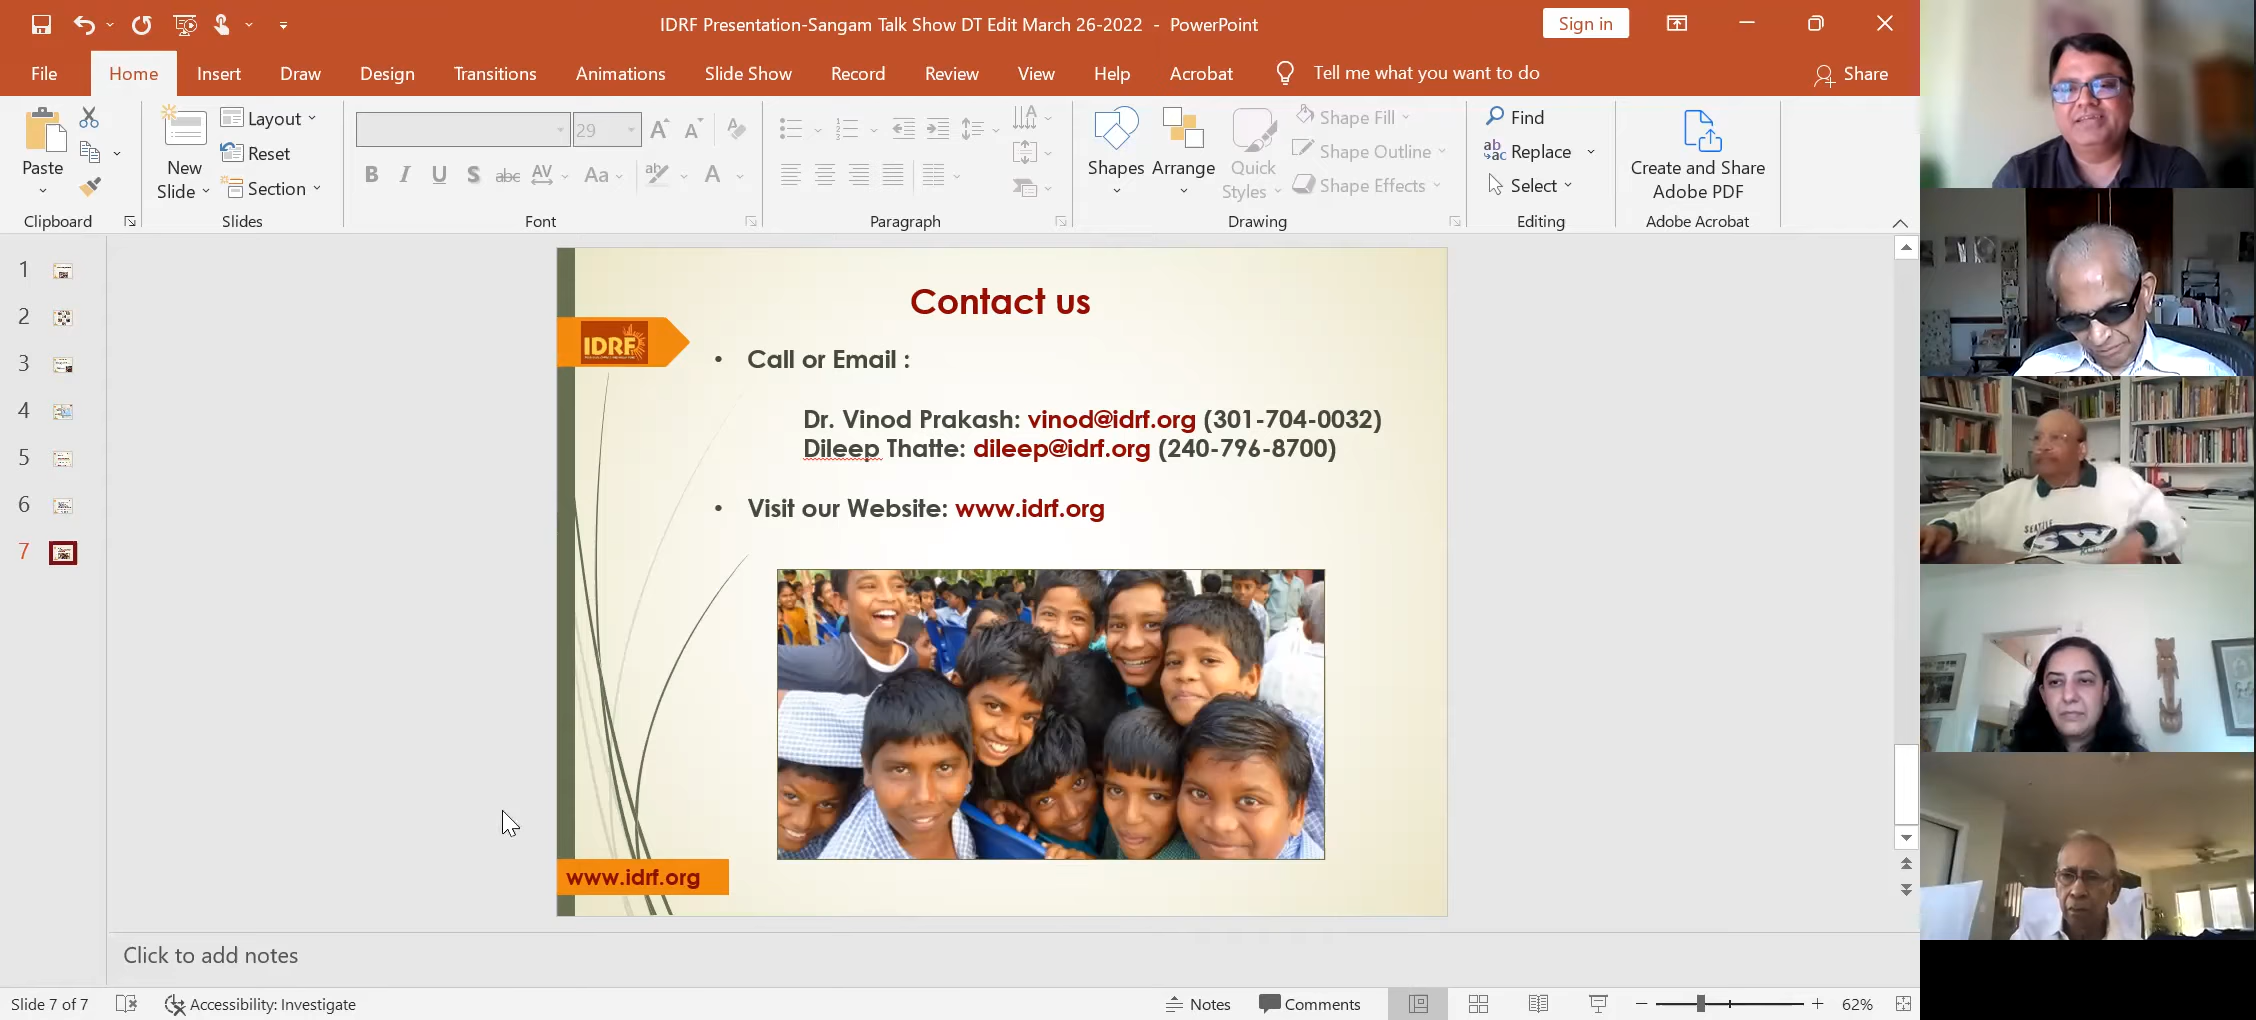 IDRF Presentation-Sangam Talk Show DT Edit March 26-2022 - PowerPoint
Sign in
File Home Insert Draw Design Transitions Animations Slide Show Record Review View Help Acrobat Tell me what you want to do Share
Paste
Clipboard
New Slide
Layout
Reset
Section
Slides
29
Font
Paragraph
Shapes
Arrange
Quick Styles
Shape Fill
Shape Outline
Shape Effects
Drawing
Find
Replace
Select
Editing
Create and Share
Adobe PDF
Adobe Acrobat
1
2
3
4
5
6
7
Contact us
IDRF
• Call or Email :
Dr. Vinod Prakash: vinod@idrf.org (301-704-0032)
Dileep Thatte: dileep@idrf.org (240-796-8700)
• Visit our Website: www.idrf.org
www.idrf.org
Click to add notes
Slide 7 of 7
Accessibility: Investigate
Notes
Comments
62%
SEATTLE
SW